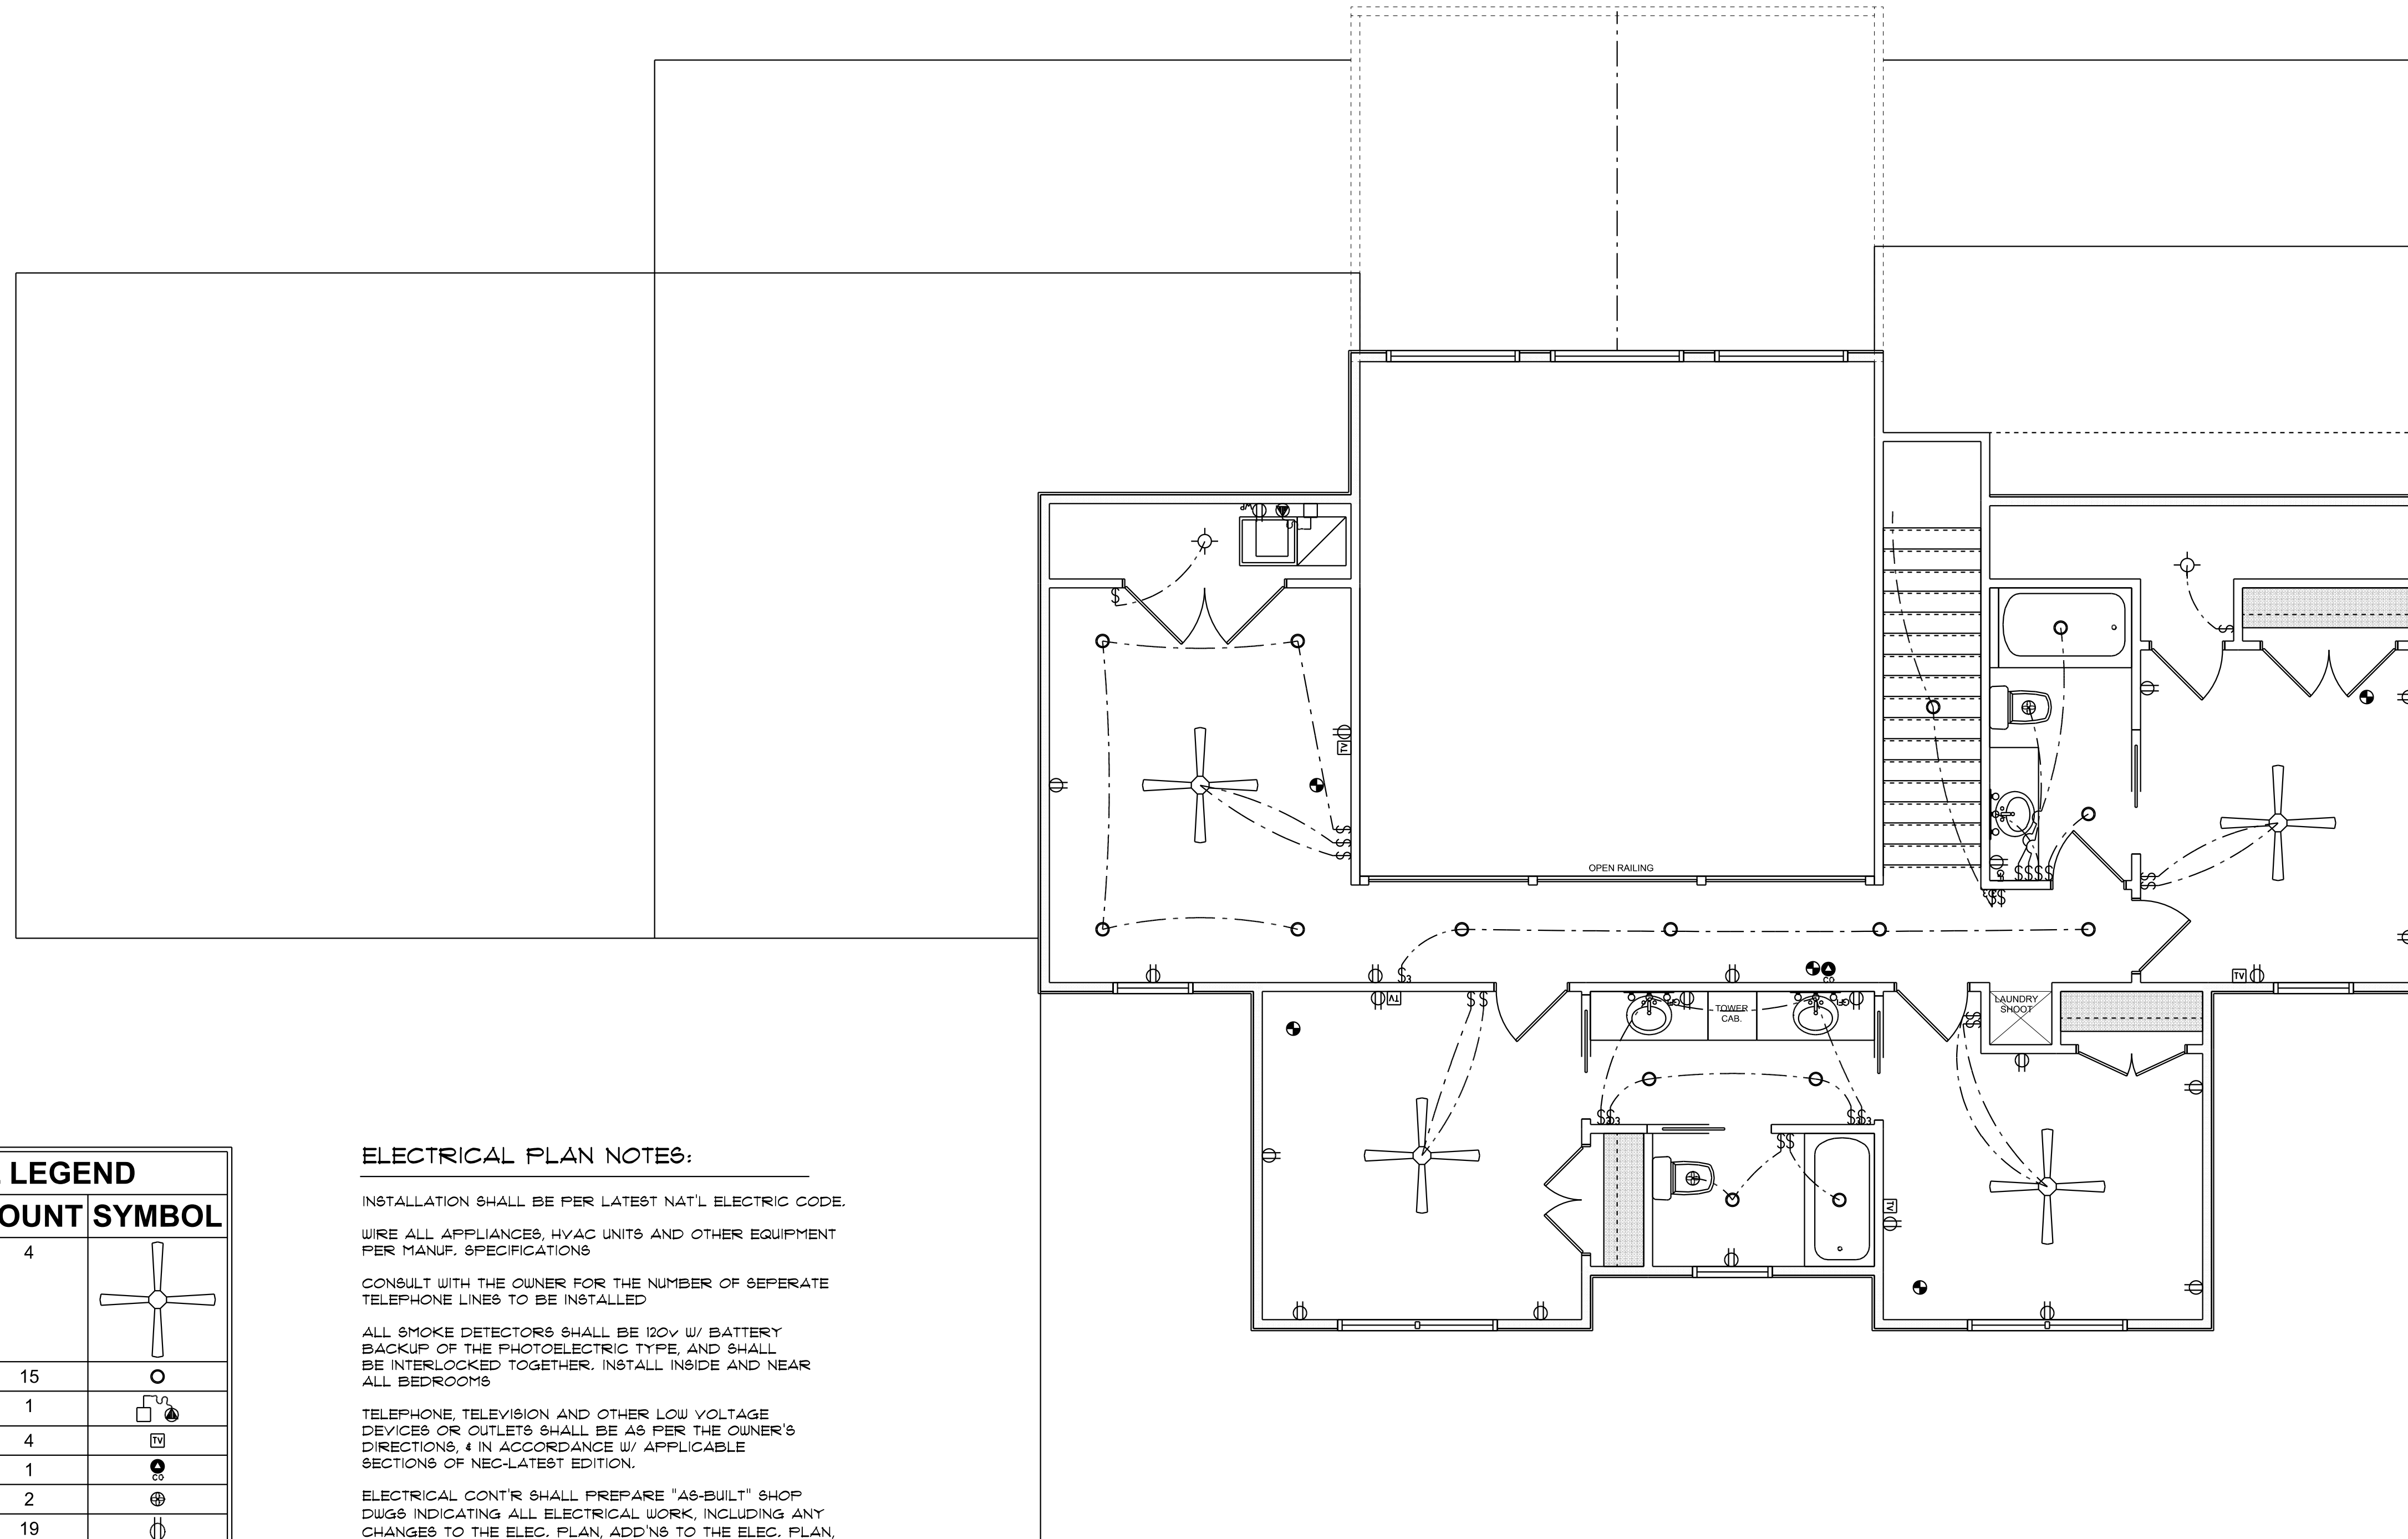 OPEN RAILING
TV
$
$
$
$
$3
CO
TV
$$
TOWER
CAB.
LAUNDRY
SHOOT
TV
$$$$
TV
$$
LEGEND
OUNT SYMBOL
4
15
1
4 TV
1 CO
2
19
ELECTRICAL PLAN NOTES:
INSTALLATION SHALL BE PER LATEST NAT'L ELECTRIC CODE.
WIRE ALL APPLIANCES, HVAC UNITS AND OTHER EQUIPMENT
PER MANUF. SPECIFICATIONS
CONSULT WITH THE OWNER FOR THE NUMBER OF SEPERATE
TELEPHONE LINES TO BE INSTALLED
ALL SMOKE DETECTORS SHALL BE 120v W/ BATTERY
BACKUP OF THE PHOTOELECTRIC TYPE, AND SHALL
BE INTERLOCKED TOGETHER. INSTALL INSIDE AND NEAR
ALL BEDROOMS
TELEPHONE, TELEVISION AND OTHER LOW VOLTAGE
DEVICES OR OUTLETS SHALL BE AS PER THE OWNER'S
DIRECTIONS, & IN ACCORDANCE W/ APPLICABLE
SECTIONS OF NEC-LATEST EDITION.
ELECTRICAL CONT'R SHALL PREPARE "AS-BUILT" SHOP
DWGS INDICATING ALL ELECTRICAL WORK, INCLUDING ANY
CHANGES TO THE ELEC. PLAN, ADD'NS TO THE ELEC. PLAN,